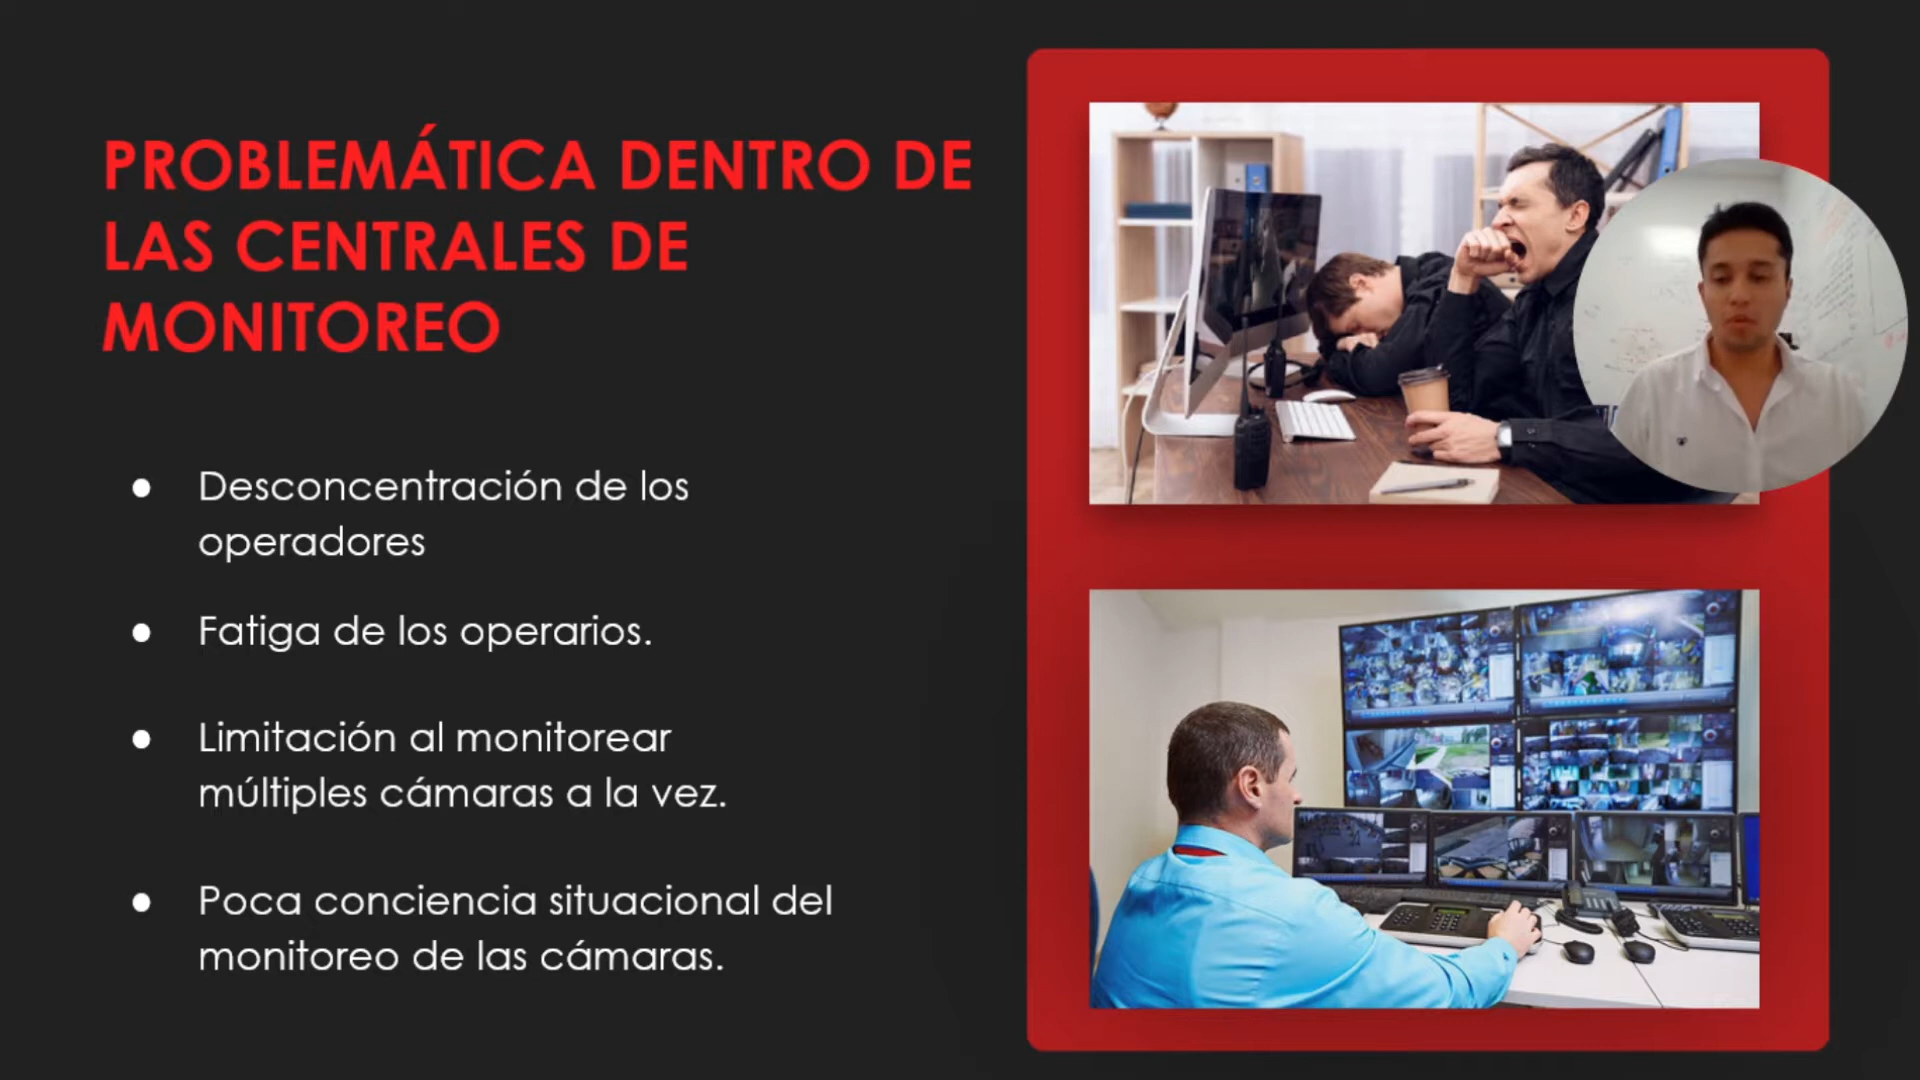 PROBLEMÁTICA DENTRO DE
LAS CENTRALES DE
MONITOREO
● Desconcentración de los
operadores
● Fatiga de los operarios.
● Limitación al monitorear
múltiples cámaras a la vez.
● Poca conciencia situacional del
monitoreo de las cámaras.